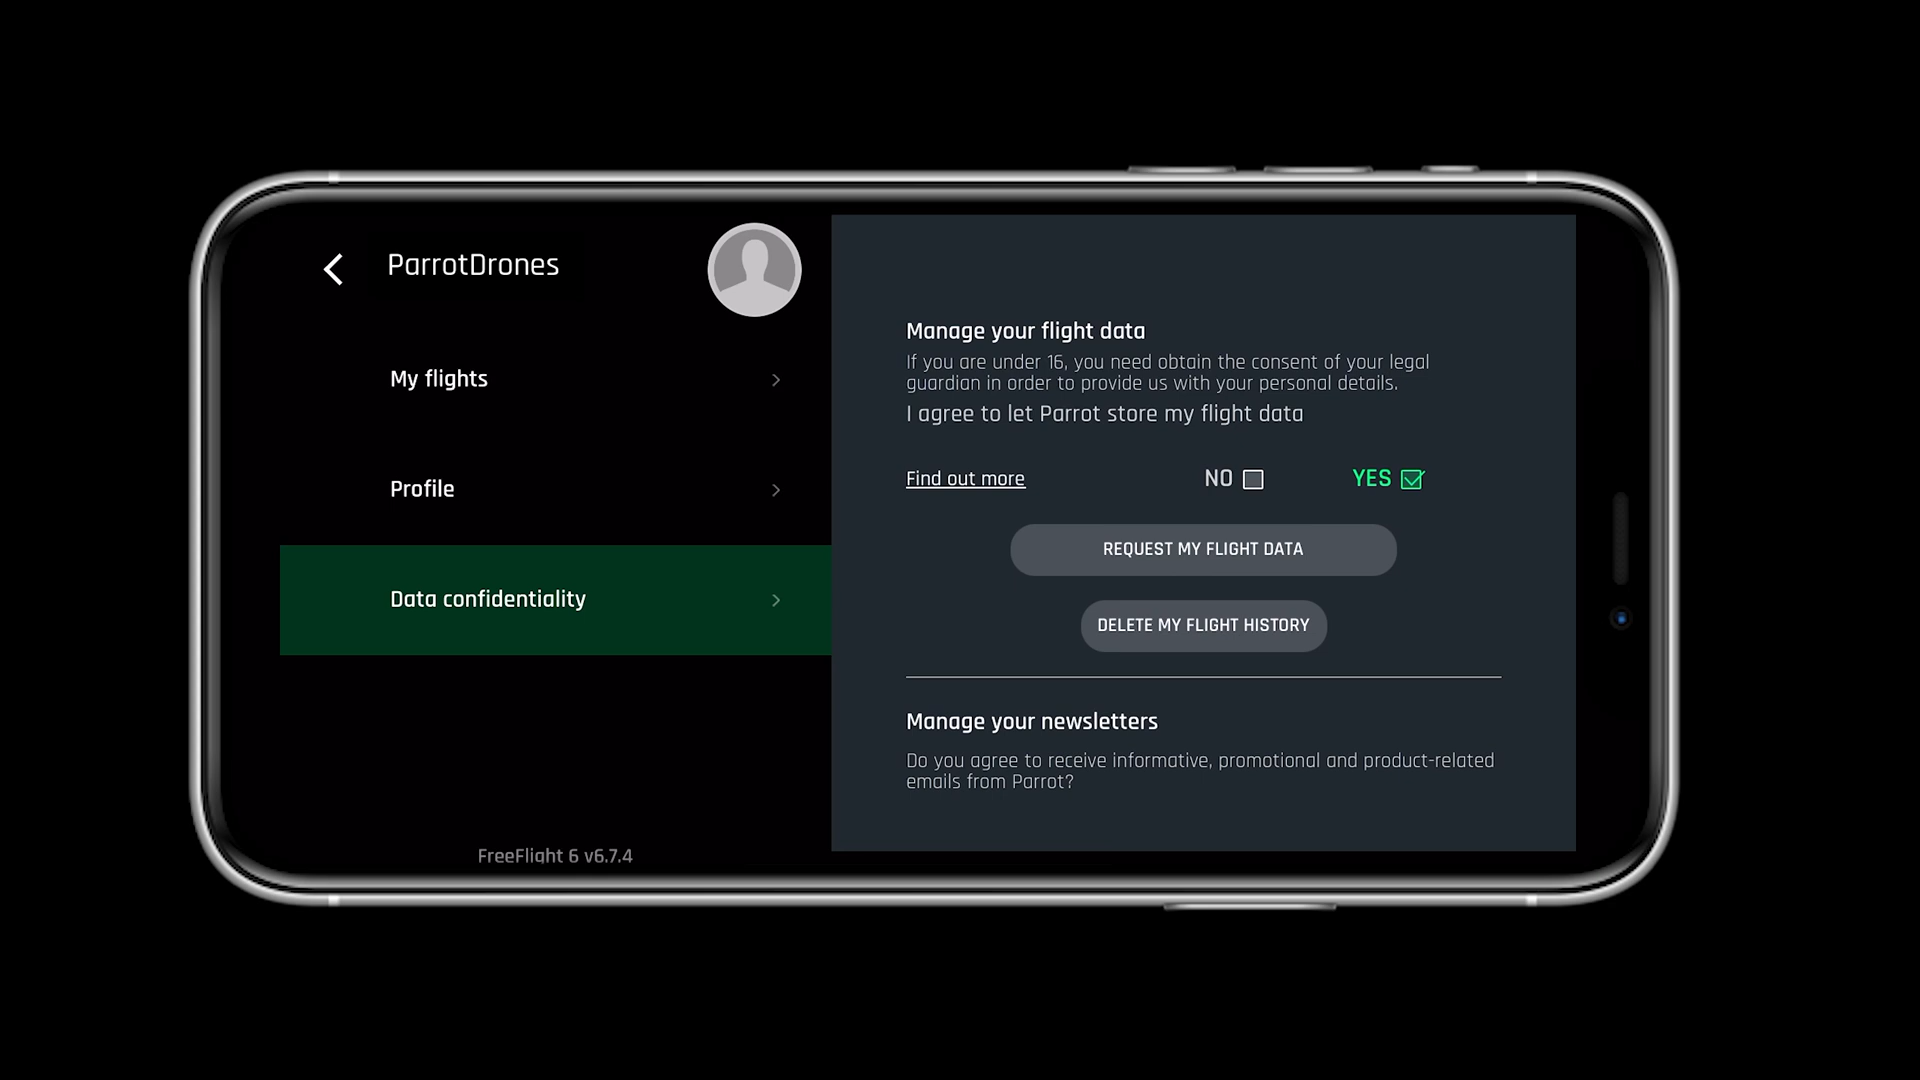 ParrotDrones
My flights
Profile
Data confidentiality
FreeFlight 6 v6.7.4
Manage your flight data
If you are under 16, you need obtain the consent of your legal
guardian in order to provide us with your personal details.
I agree to let Parrot store my flight data
Find out more
NO
YES
REQUEST MY FLIGHT DATA
DELETE MY FLIGHT HISTORY
Manage your newsletters
Do you agree to receive informative, promotional and product-related
emails from Parrot?